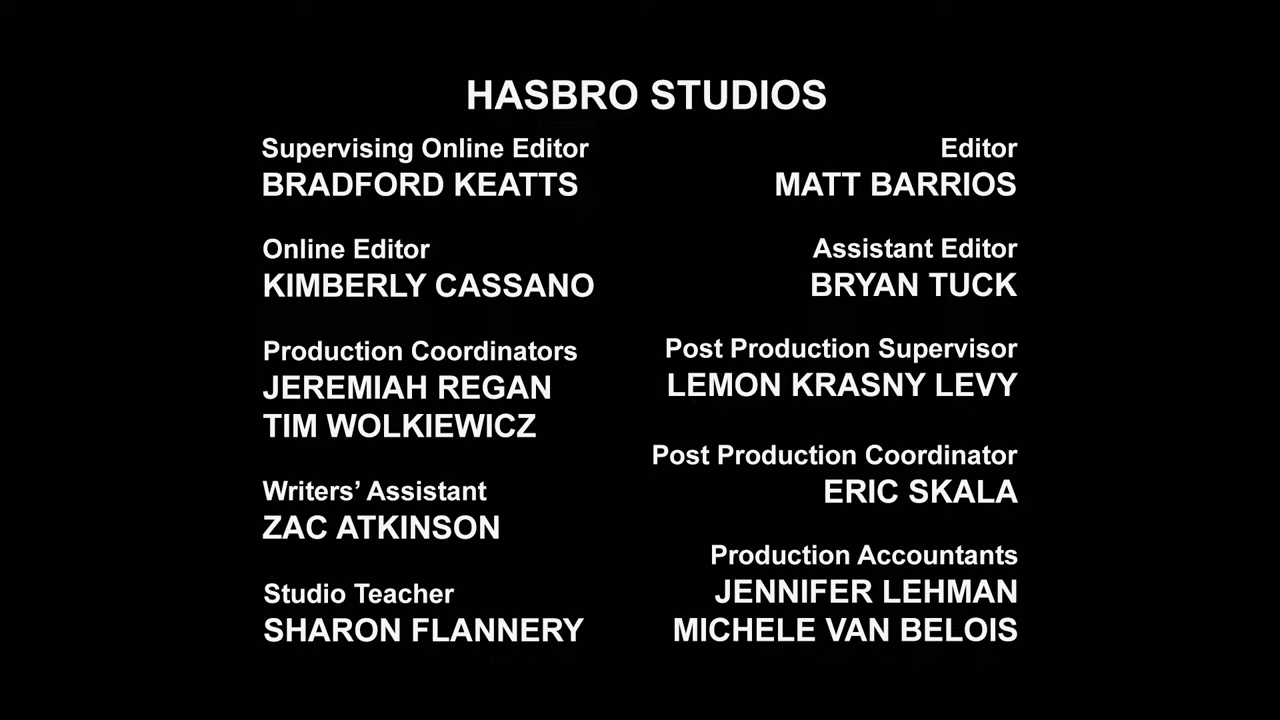 HASBRO STUDIOS
Supervising Online Editor
BRADFORD KEATTS
Online Editor
KIMBERLY CASSANO
Production Coordinators
JEREMIAH REGAN
TIM WOLKIEWICZ
Writers’ Assistant
ZAC ATKINSON
Studio Teacher
SHARON FLANNERY
Editor
MATT BARRIOS
Assistant Editor
BRYAN TUCK
Post Production Supervisor
LEMON KRASNY LEVY
Post Production Coordinator
ERIC SKALA
Production Accountants
JENNIFER LEHMAN
MICHELE VAN BELOIS